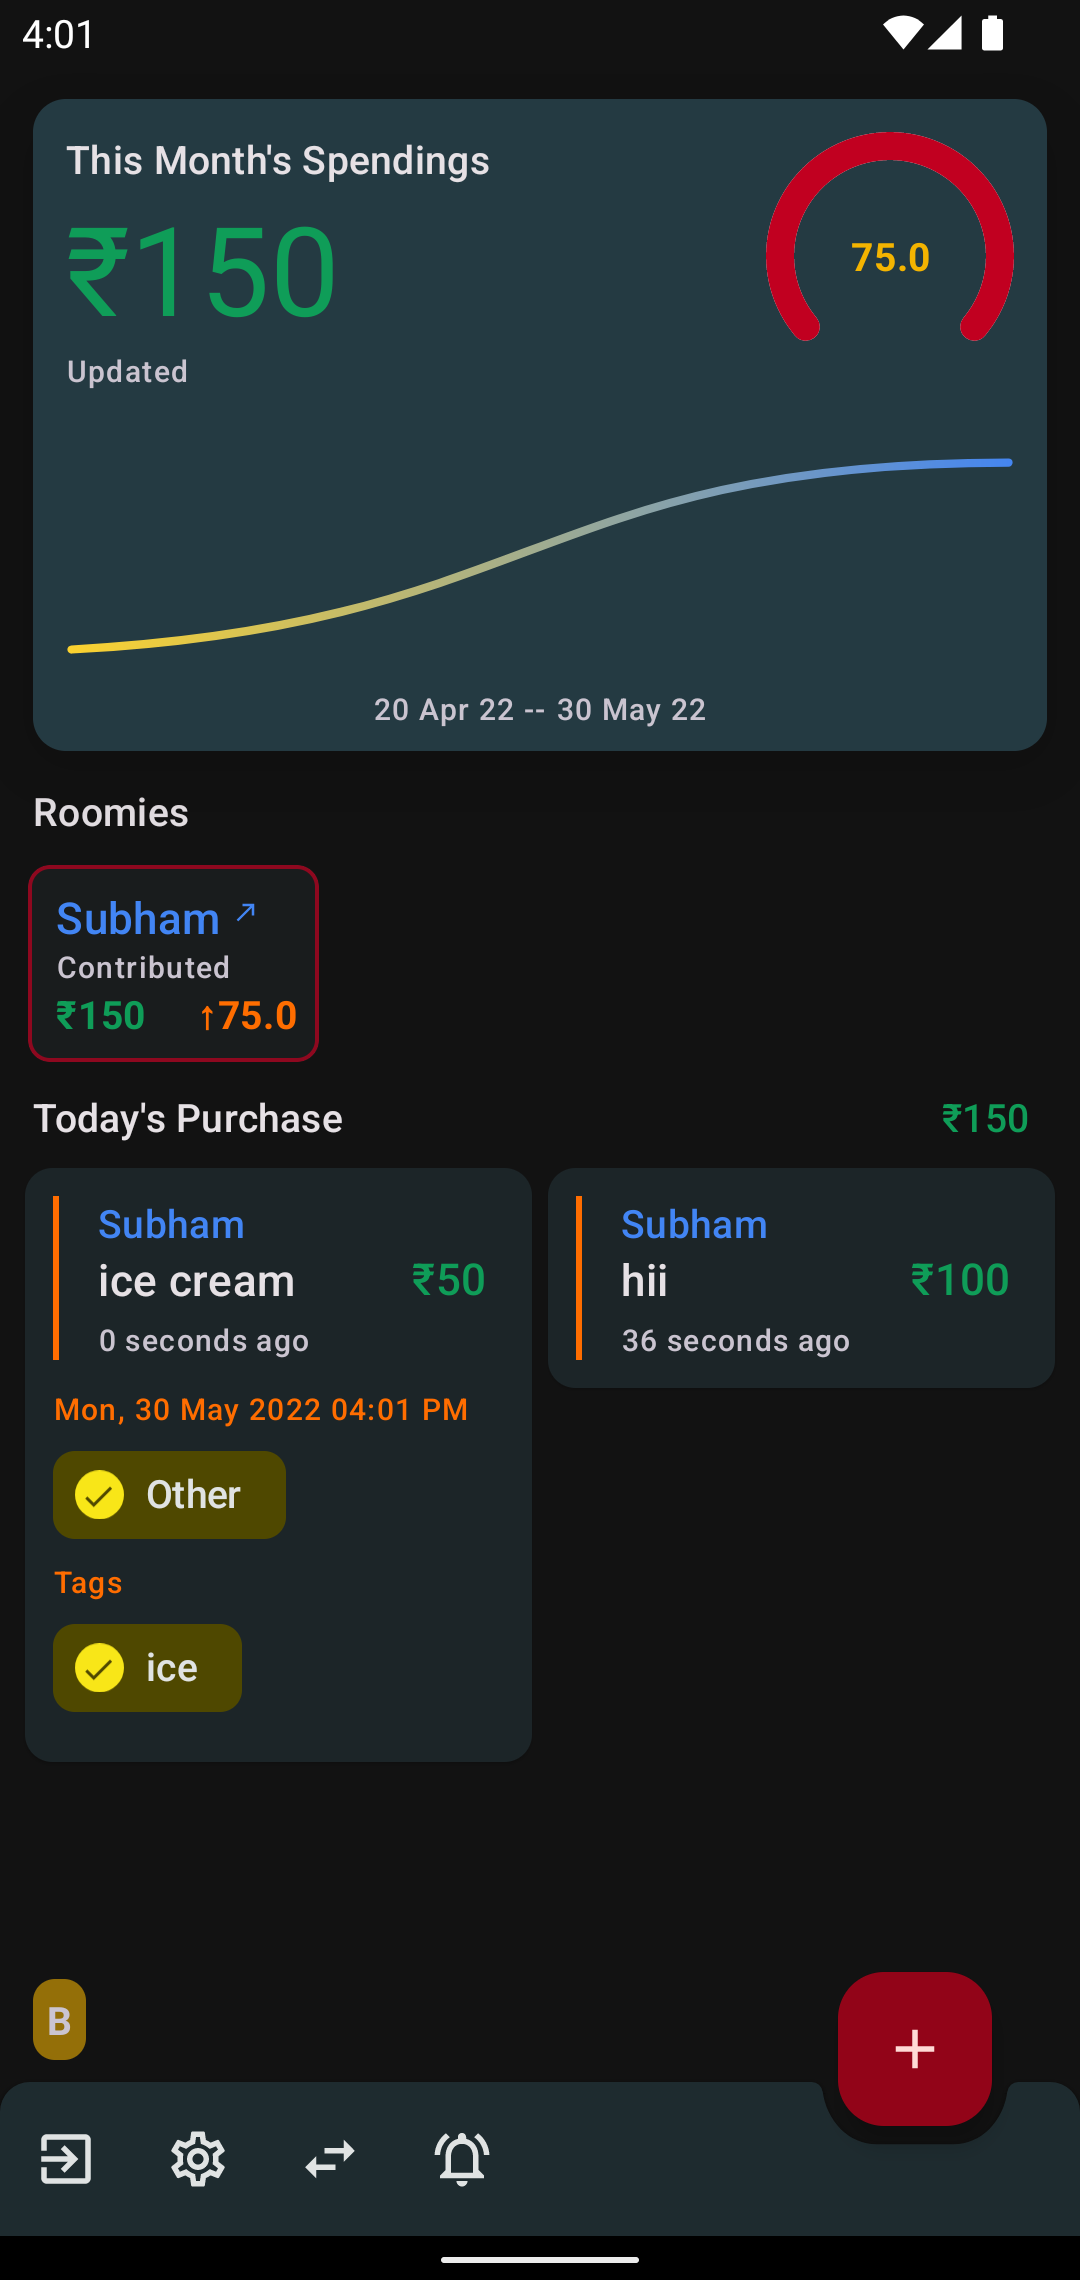 4:01
This Month's Spendings
₹150
75.0
Updated
20 Apr 22 -- 30 May 22
Roomies
Subham ↗
Contributed
₹150 ↑75.0
Today's Purchase ₹150
Subham
ice cream ₹50
0 seconds ago
Mon, 30 May 2022 04:01 PM
Other
Tags
ice
Subham
hii ₹100
36 seconds ago
B
+